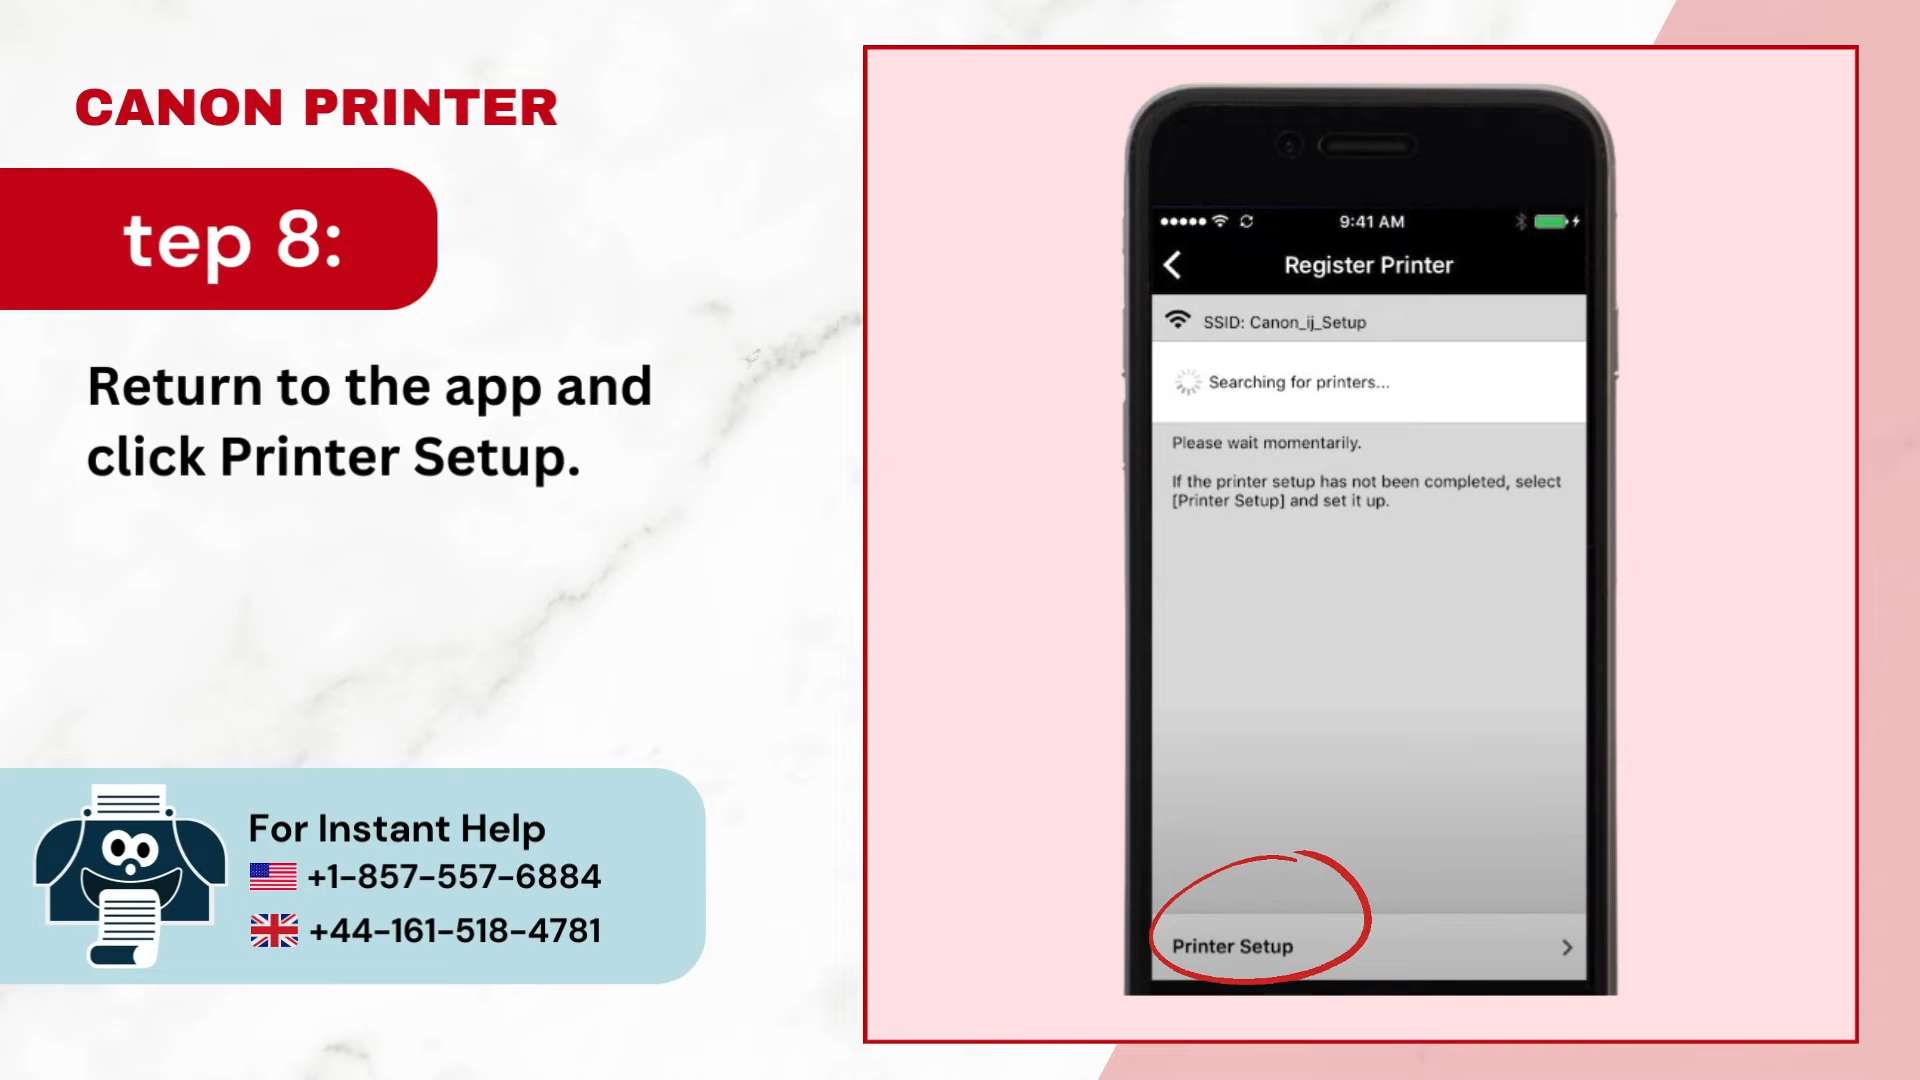 CANON PRINTER
tep 8:
Return to the app and
click Printer Setup.
For Instant Help
+1-857-557-6884
+44-161-518-4781
9:41 AM
Register Printer
SSID: Canon_ij_Setup
Searching for printers...
Please wait momentarily.
If the printer setup has not been completed, select
[Printer Setup] and set it up.
Printer Setup